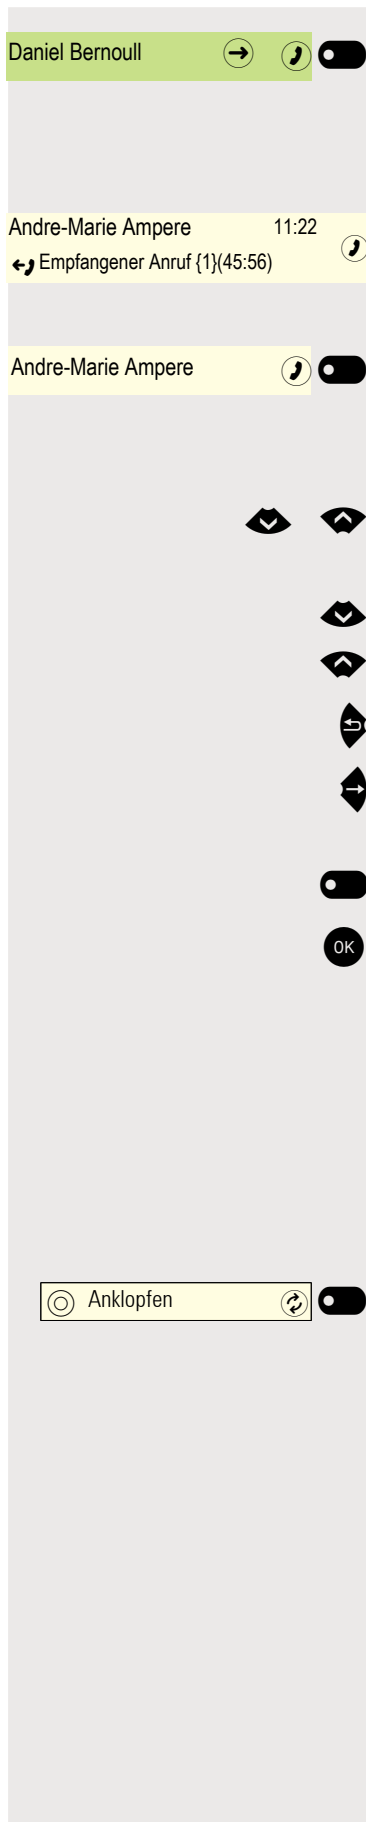 Daniel Bernoull
Andre-Marie Ampere 11:22
Empfangener Anruf {1}(45:56)
Andre-Marie Ampere
OK
Anklopfen